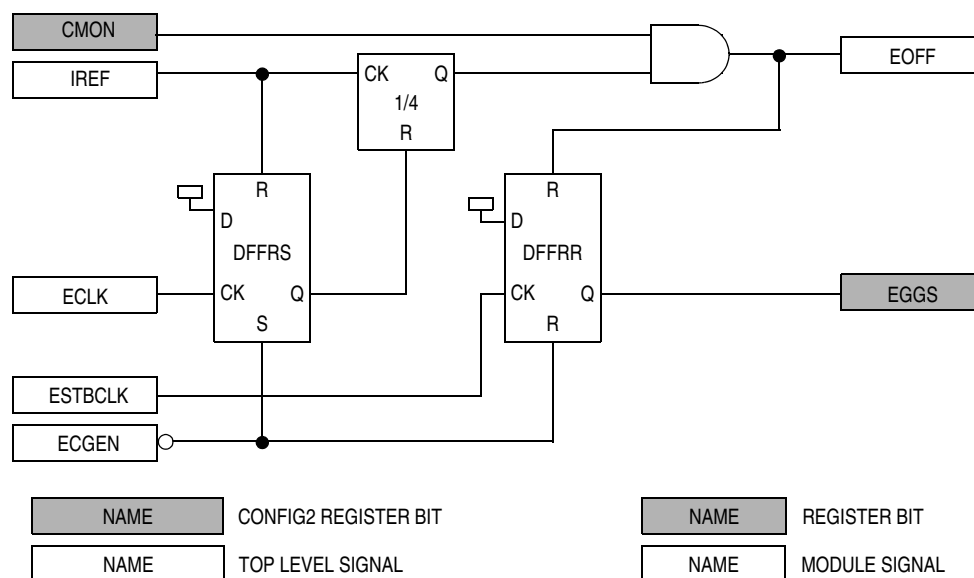 CMON
IREF
CK Q
1/4
R
EOFF
R
D
DFFRS
CK Q
S
R
D
DFFRR
CK Q
R
ECLK
EGGS
ESTBCLK
ECGEN
NAME CONFIG2 REGISTER BIT
NAME REGISTER BIT
NAME TOP LEVEL SIGNAL
NAME MODULE SIGNAL